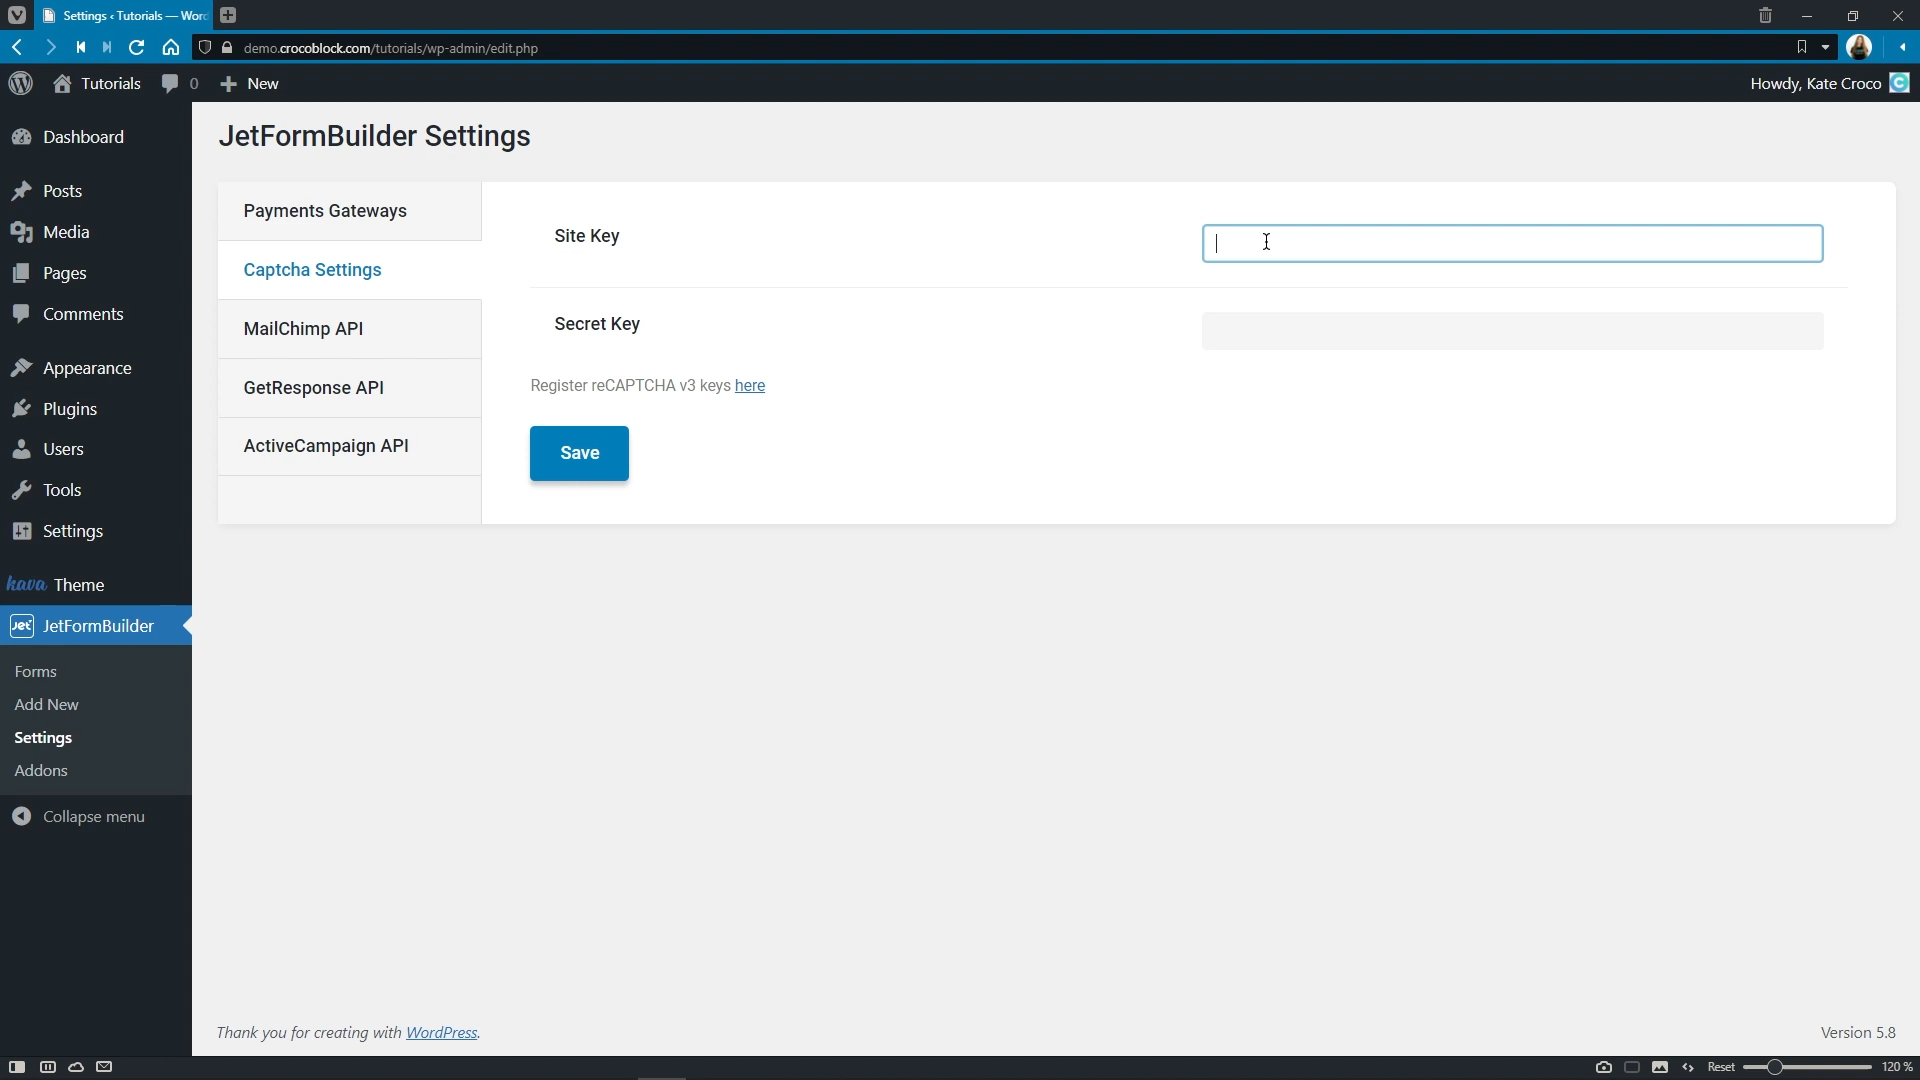 Settings ‹ Tutorials — Word
demo.crocoblock.com/tutorials/wp-admin/edit.php
Tutorials
0
New
Howdy, Kate Croco
Dashboard
Posts
Media
Pages
Comments
Appearance
Plugins
Users
Tools
Settings
hava Theme
Jet JetFormBuilder
Forms
Add New
Settings
Addons
Collapse menu
JetFormBuilder Settings
Payments Gateways
Captcha Settings
MailChimp API
GetResponse API
ActiveCampaign API
Site Key
Secret Key
Register reCAPTCHA v3 keys here
Save
Thank you for creating with WordPress.
Version 5.8
Reset
120 %